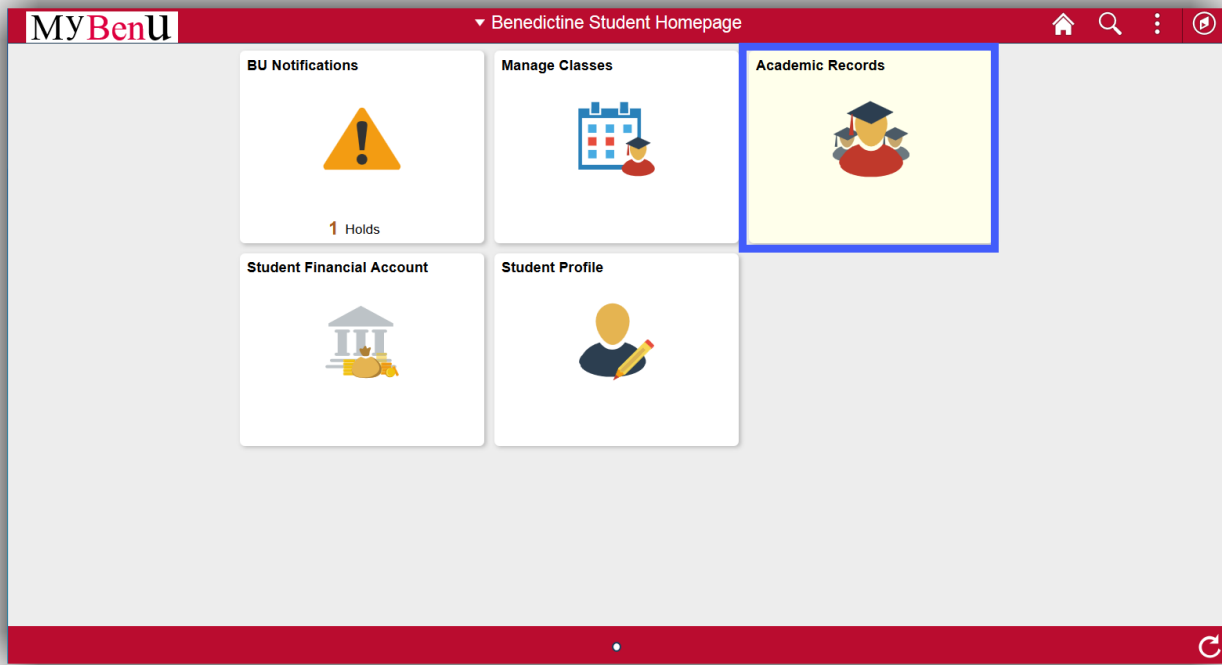 MyBenU
Benedictine Student Homepage
BU Notifications
Manage Classes
Academic Records
1 Holds
Student Financial Account
Student Profile